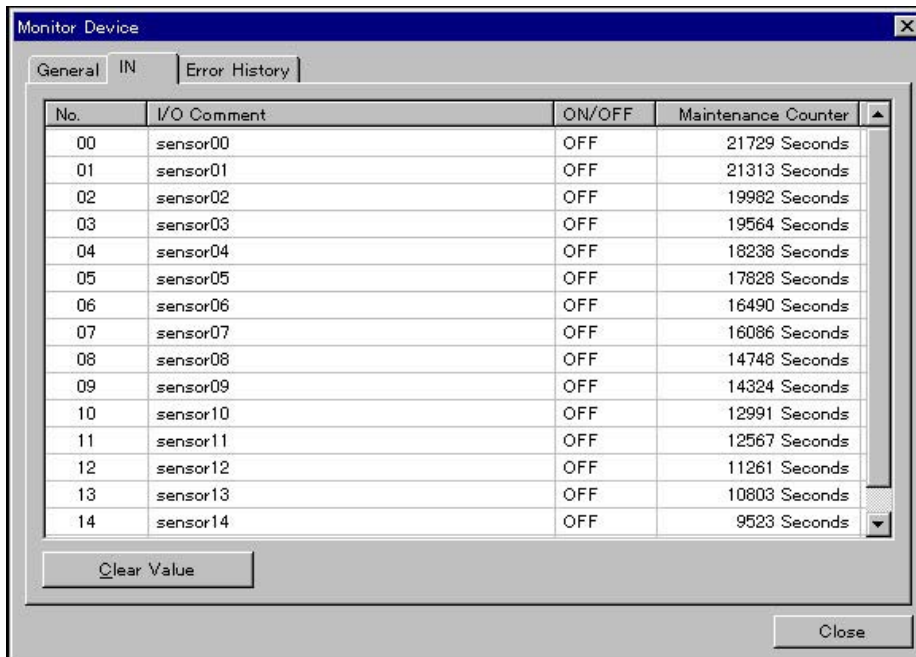 Monitor Device
General IN Error History
No. I/O Comment ON/OFF Maintenance Counter
00 sensor00 OFF 21729 Seconds
01 sensor01 OFF 21313 Seconds
02 sensor02 OFF 19982 Seconds
03 sensor03 OFF 19564 Seconds
04 sensor04 OFF 18238 Seconds
05 sensor05 OFF 17828 Seconds
06 sensor06 OFF 16490 Seconds
07 sensor07 OFF 16086 Seconds
08 sensor08 OFF 14748 Seconds
09 sensor09 OFF 14324 Seconds
10 sensor10 OFF 12991 Seconds
11 sensor11 OFF 12567 Seconds
12 sensor12 OFF 11261 Seconds
13 sensor13 OFF 10803 Seconds
14 sensor14 OFF 9523 Seconds
Clear Value
Close